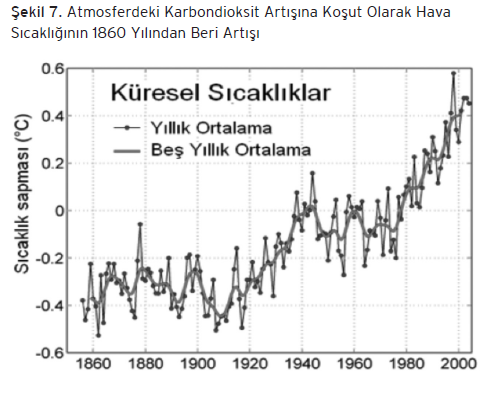 Şekil 7. Atmosferdeki Karbondioksit Artışına Koşut Olarak Hava
Sıcaklığının 1860 Yılından Beri Artışı
Küresel Sıcaklıklar
Yıllık Ortalama
Beş Yıllık Ortalama
Sıcaklık sapması (°C)
0.6
0.4
0.2
0
-0.2
-0.4
-0.6
1860 1880 1900 1920 1940 1960 1980 2000